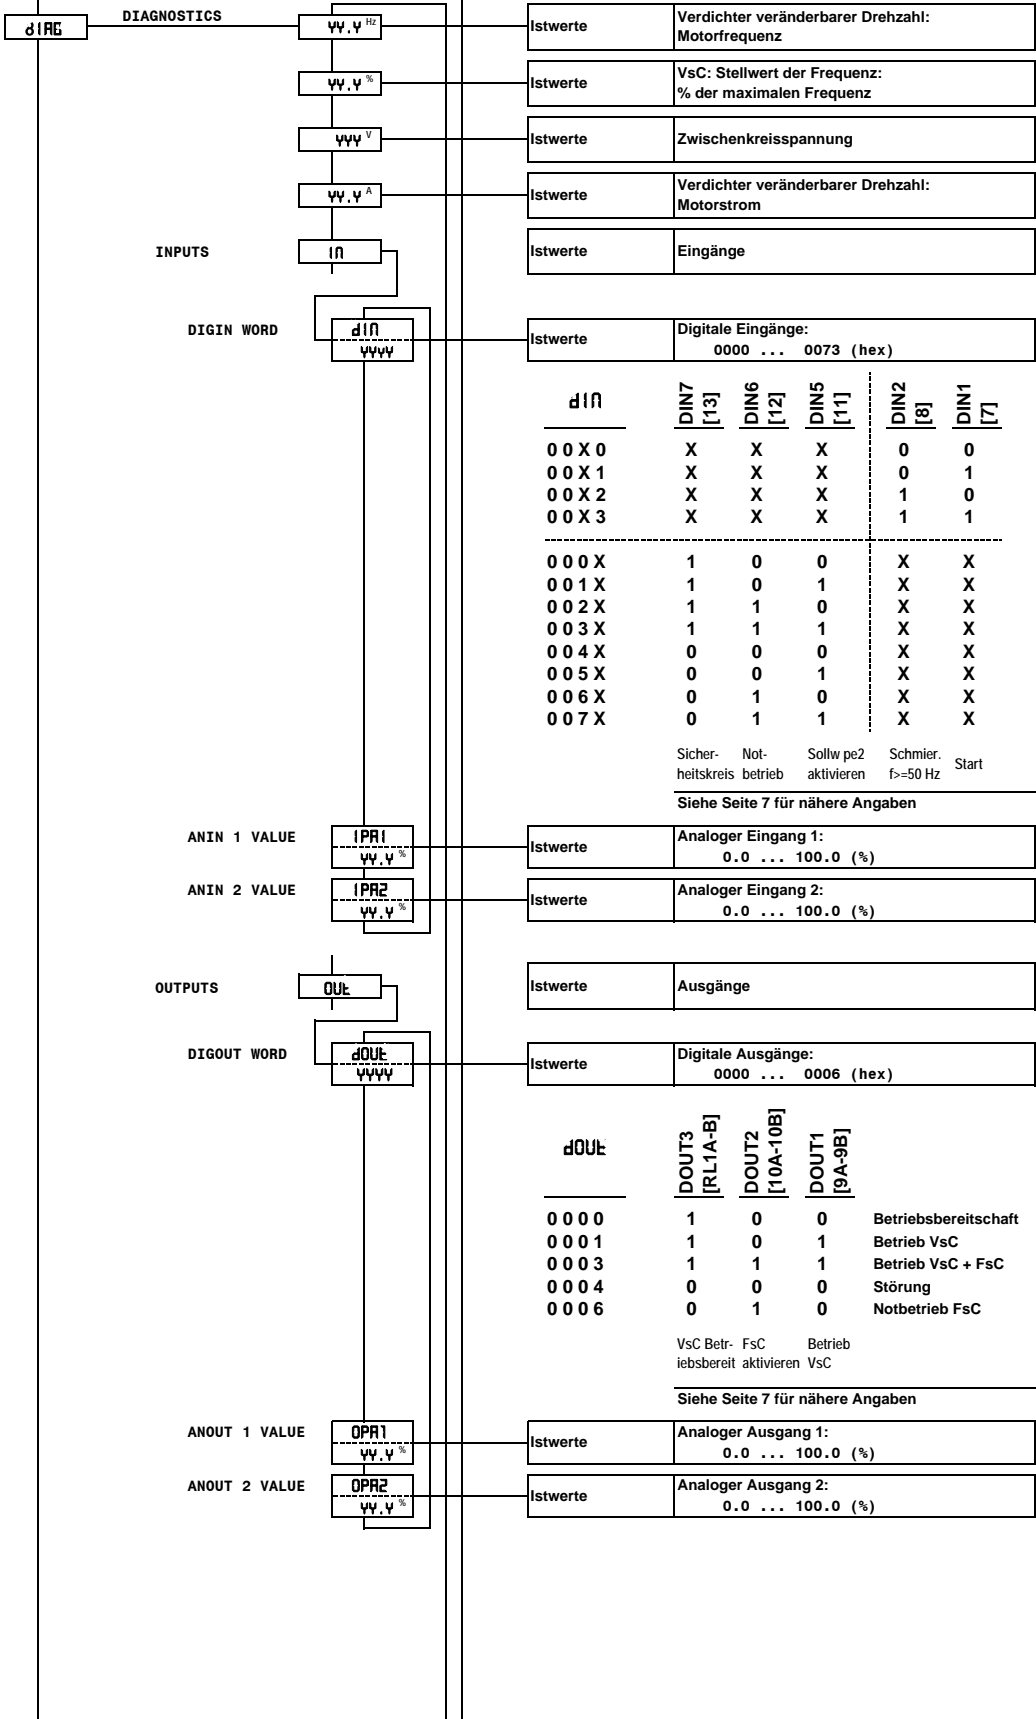 dIAG DIAGNOSTICS YY.Y Hz Istwerte Verdichter veränderbarer Drehzahl:
Motorfrequenz
YY.Y % Istwerte VsC: Stellwert der Frequenz:
% der maximalen Frequenz
YYY V Istwerte Zwischenkreisspannung
YY.Y A Istwerte Verdichter veränderbarer Drehzahl:
Motorstrom
INPUTS In Istwerte Eingänge
DIGIN WORD dIn Istwerte Digitale Eingänge:
YYYY 0000 ... 0073 (hex)
dIn DIN7 [13] DIN6 [12] DIN5 [11] DIN2 [8] DIN1 [7]
0 0 X 0 X X X 0 0
0 0 X 1 X X X 0 1
0 0 X 2 X X X 1 0
0 0 X 3 X X X 1 1
0 0 0 X 1 0 0 X X
0 0 1 X 1 0 1 X X
0 0 2 X 1 1 0 X X
0 0 3 X 1 1 1 X X
0 0 4 X 0 0 0 X X
0 0 5 X 0 0 1 X X
0 0 6 X 0 1 0 X X
0 0 7 X 0 1 1 X X
Sicher- Not- Sollw pe2 Schmier. Start
heitskreis betrieb aktivieren f>=50 Hz
Siehe Seite 7 für nähere Angaben
ANIN 1 VALUE IPA1 Istwerte Analoger Eingang 1:
YY.Y % 0.0 ... 100.0 (%)
ANIN 2 VALUE IPA2 Istwerte Analoger Eingang 2:
YY.Y % 0.0 ... 100.0 (%)
OUTPUTS OUt Istwerte Ausgänge
DIGOUT WORD dOUt Istwerte Digitale Ausgänge:
YYYY 0000 ... 0006 (hex)
dOUt DOUT3 [RL1A-B] DOUT2 [10A-10B] DOUT1 [9A-9B]
0 0 0 0 1 0 0 Betriebsbereitschaft
0 0 0 1 1 0 1 Betrieb VsC
0 0 0 3 1 1 1 Betrieb VsC + FsC
0 0 0 4 0 0 0 Störung
0 0 0 6 0 1 0 Notbetrieb FsC
VsC Betr- FsC Betrieb
iebsbereit aktivieren VsC
Siehe Seite 7 für nähere Angaben
ANOUT 1 VALUE OPA1 Istwerte Analoger Ausgang 1:
YY.Y % 0.0 ... 100.0 (%)
ANOUT 2 VALUE OPA2 Istwerte Analoger Ausgang 2:
YY.Y % 0.0 ... 100.0 (%)